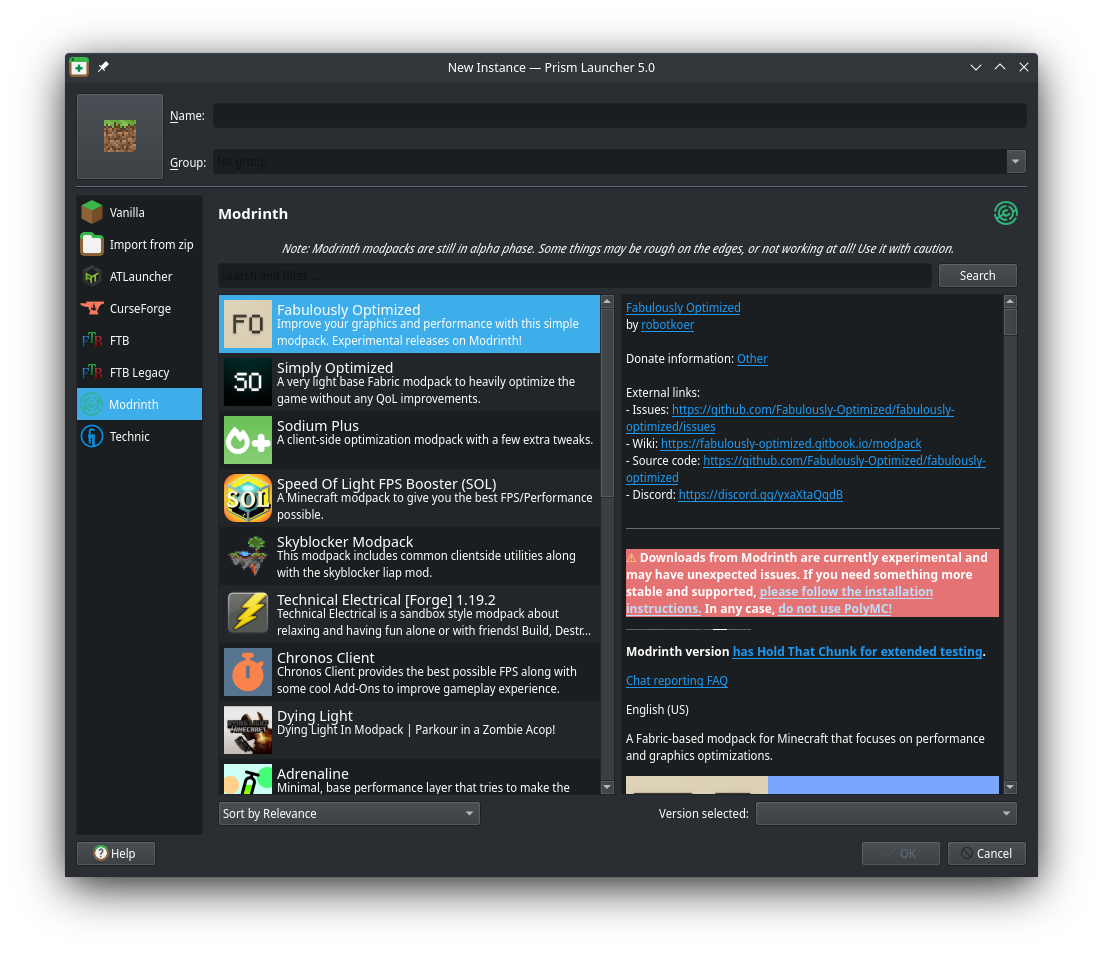 New Instance — Prism Launcher 5.0
Name:
Group:
No group
Vanilla
Import from zip
ATLauncher
CurseForge
FTB
FTB Legacy
Modrinth
Technic
Modrinth
Note: Modrinth modpacks are still in alpha phase. Some things may be rough on the edges, or not working at all! Use it with caution.
Search and filter ...
Search
FO
Fabulously Optimized
Improve your graphics and performance with this simple
modpack. Experimental releases on Modrinth!
SO
Simply Optimized
A very light base Fabric modpack to heavily optimize the
game without any QoL improvements.
Sodium Plus
A client-side optimization modpack with a few extra tweaks.
SOL
Speed Of Light FPS Booster (SOL)
A Minecraft modpack to give you the best FPS/Performance
possible.
Skyblocker Modpack
This modpack includes common clientside utilities along
with the skyblocker liap mod.
Technical Electrical [Forge] 1.19.2
Technical Electrical is a sandbox style modpack about
relaxing and having fun alone or with friends! Build, Destr...
Chronos Client
Chronos Client provides the best possible FPS along with
some cool Add-Ons to improve gameplay experience.
Dying Light
Dying Light In Modpack | Parkour in a Zombie Acop!
Adrenaline
Minimal, base performance layer that tries to make the
Sort by Relevance
Fabulously Optimized
by robotkoer
Donate information: Other
External links:
- Issues: https://github.com/Fabulously-Optimized/fabulously-
optimized/issues
- Wiki: https://fabulously-optimized.gitbook.io/modpack
- Source code: https://github.com/Fabulously-Optimized/fabulously-
optimized
- Discord: https://discord.gg/yxaXtaQqdB
⚠ Downloads from Modrinth are currently experimental and
may have unexpected issues. If you need something more
stable and supported, please follow the installation
instructions. In any case, do not use PolyMC!
Modrinth version has Hold That Chunk for extended testing.
Chat reporting FAQ
English (US)
A Fabric-based modpack for Minecraft that focuses on performance
and graphics optimizations.
Version selected:
Help
OK
Cancel